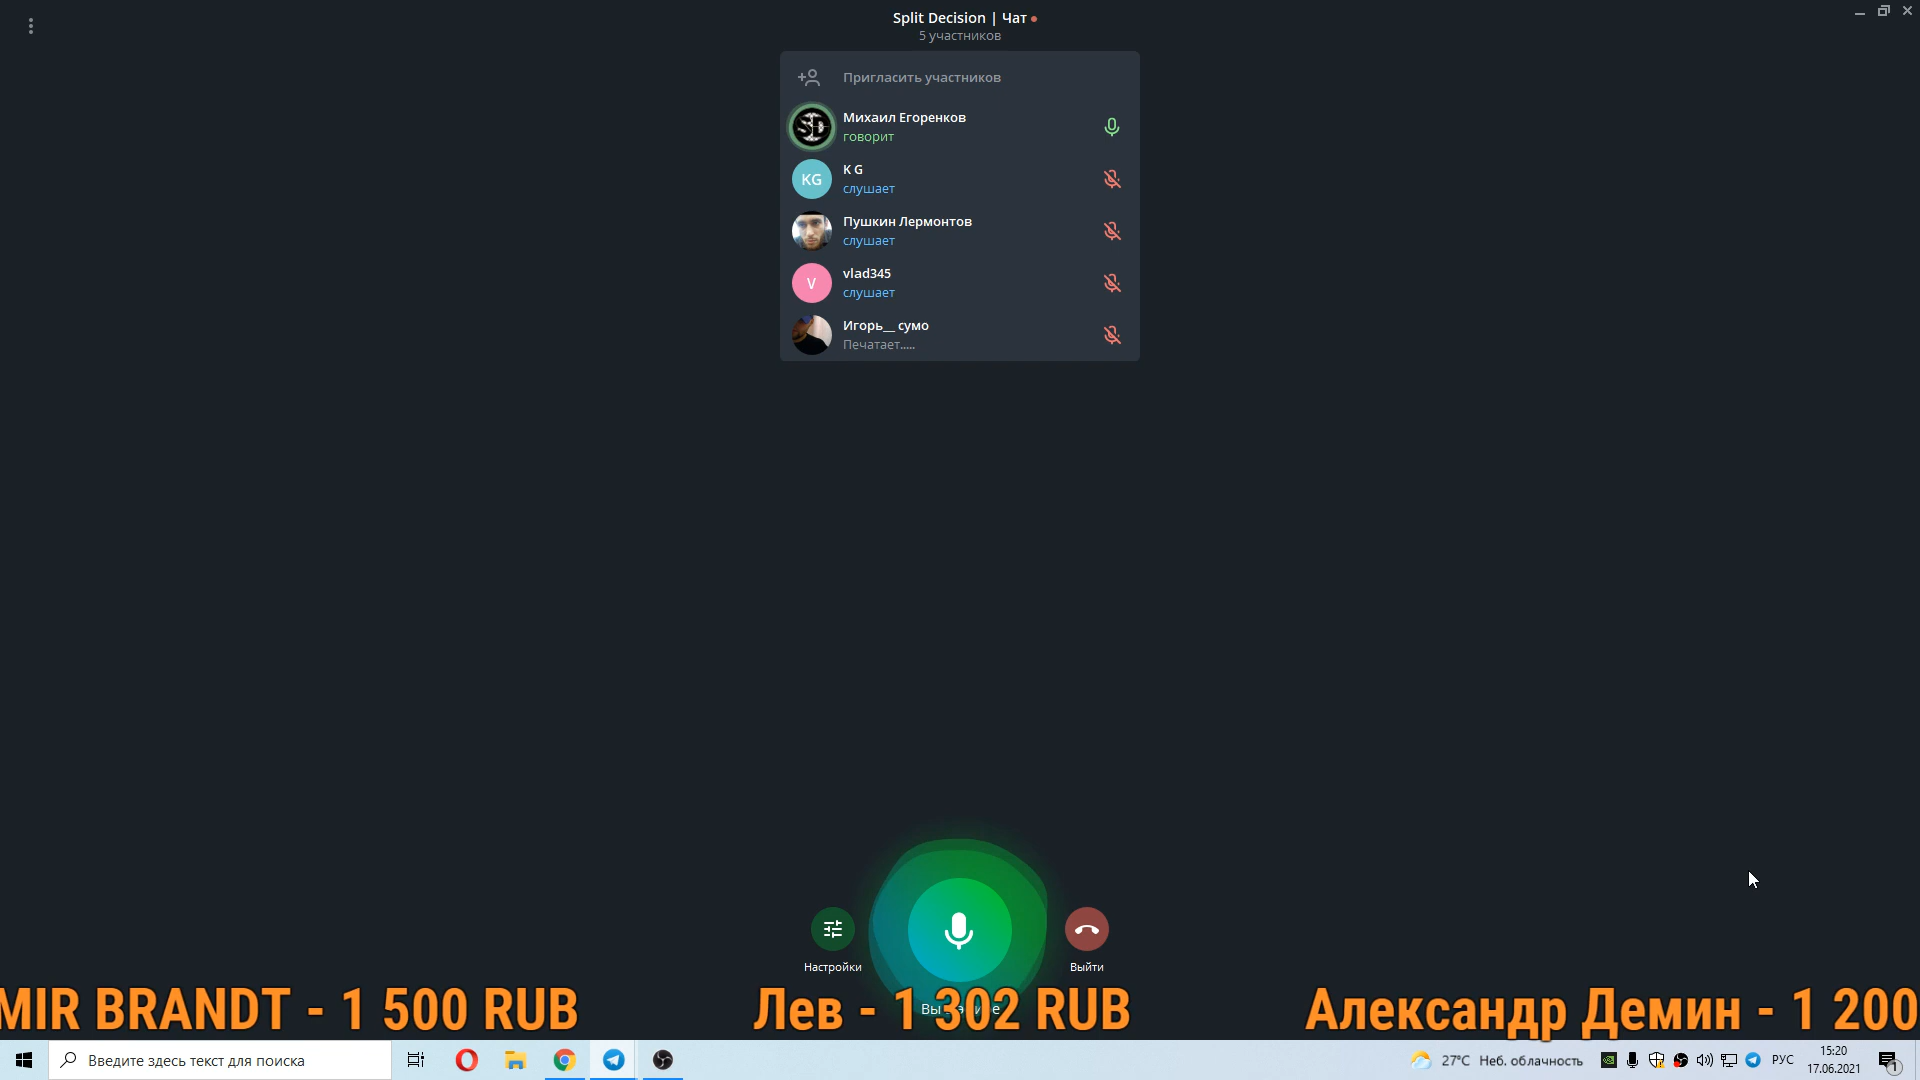 Split Decision | Чат
5 участников
Пригласить участников
Михаил Егоренков
говорит
KG
K G
слушает
Пушкин Лермонтов
слушает
V
vlad345
слушает
Игорь__ сумо
Печатает.....
Настройки
Выйти
MIR BRANDT - 1 500 RUB
Лев - 1 302 RUB
Александр Демин - 1 200
Введите здесь текст для поиска
27°C Неб. облачность
РУС
15:20
17.06.2021
1